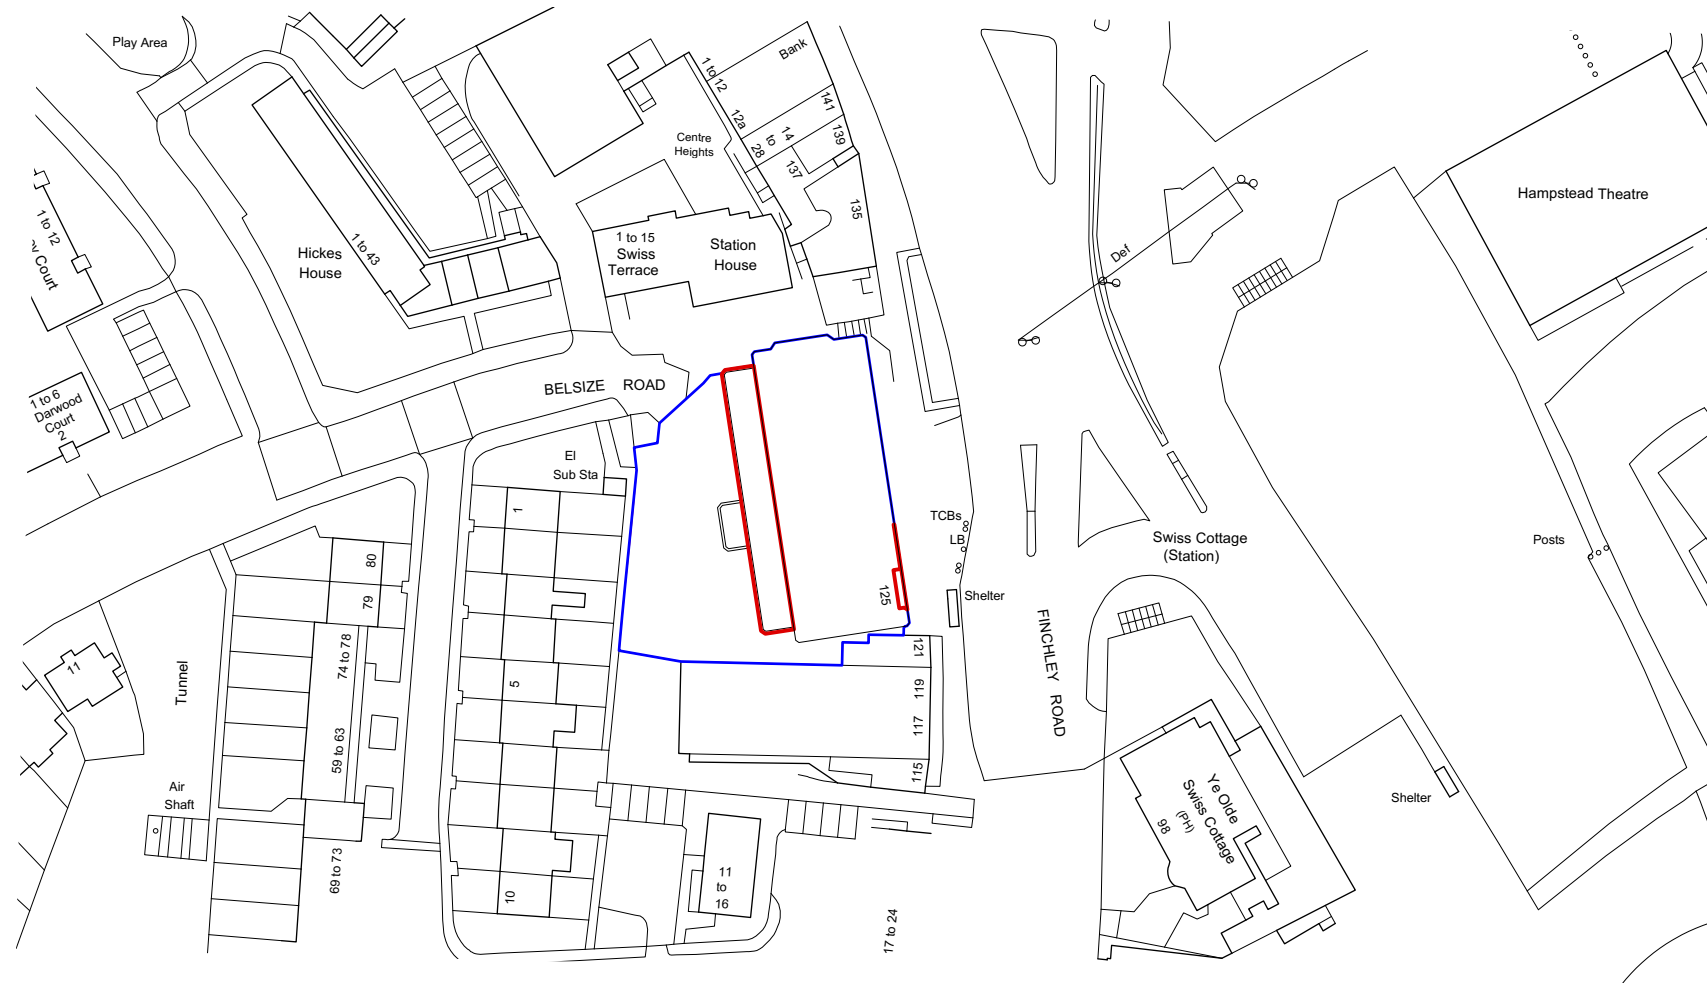 Play Area
Bank
1 to 12
12a
14
to
28
141
139
137
135
Centre
Heights
Hampstead Theatre
1 to 12
Court
Hickes
House
1 to 43
1 to 15
Swiss
Terrace
Station
House
Def
BELSIZE ROAD
1 to 6
Darwood
Court
2
El
Sub Sta
1
TCBs
LB
Swiss Cottage
(Station)
Posts
80
79
125
Shelter
FINCHLEY ROAD
74 to 78
11
Tunnel
5
121
119
117
115
59 to 63
Air
Shaft
Ye Olde
Swiss Cottage
(PH)
98
Shelter
69 to 73
10
11
to
16
17 to 24